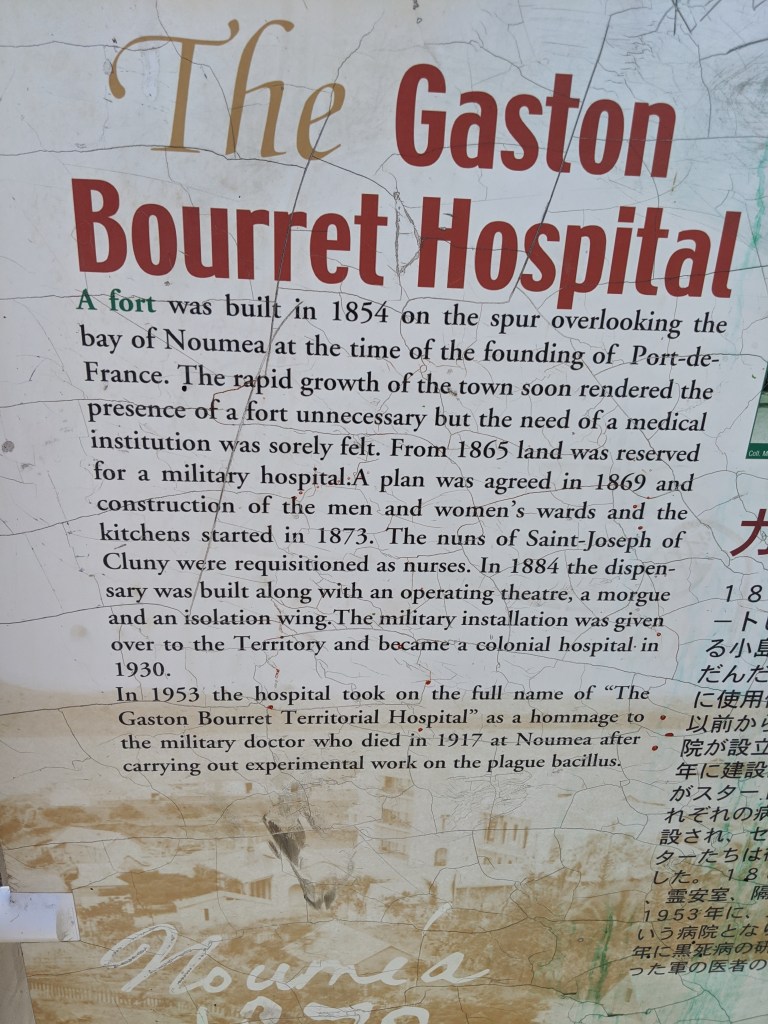 The Gaston
Bourret Hospital
A fort was built in 1854 on the spur overlooking the
bay of Noumea at the time of the founding of Port-de-
France. The rapid growth of the town soon rendered the
presence of a fort unnecessary but the need of a medical
institution was sorely felt. From 1865 land was reserved
for a military hospital.A plan was agreed in 1869 and
construction of the men and women's wards and the
kitchens started in 1873. The nuns of Saint-Joseph of
Cluny were requisitioned as nurses. In 1884 the dispen-
sary was built along with an operating theatre, a morgue
and an isolation wing.The military installation was given
over to the Territory and became a colonial hospital in
1930.
In 1953 the hospital took on the full name of "The
Gaston Bourret Territorial Hospital" as a hommage to
the military doctor who died in 1917 at Noumea after
carrying out experimental work on the plague bacillus.
Coll. M
１８
ートし
る小島
だんだ
に使用
以前から
院が設立
年に建設
がスター
れぞれの病
設され、セ
ターたちは
した。 １８
、霊安室、隔
1953年に、
いう病院とな
年に黒死病の研
った軍の医者の
Nouméa